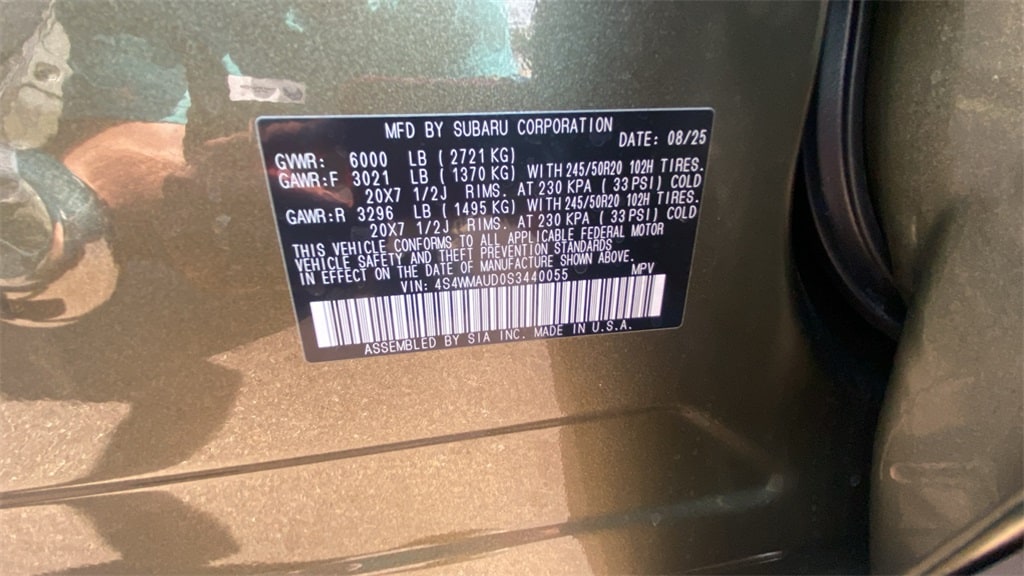 MFD BY SUBARU CORPORATION DATE: 08/25
GVWR: 6000 LB ( 2721 KG)
GAWR:F 3021 LB ( 1370 KG) WITH 245/50R20 102H TIRES.
20X7 1/2J RIMS. AT 230 KPA ( 33 PSI) COLD
GAWR:R 3296 LB ( 1495 KG) WITH 245/50R20 102H TIRES.
20X7 1/2J RIMS. AT 230 KPA ( 33 PSI) COLD
THIS VEHICLE CONFORMS TO ALL APPLICABLE FEDERAL MOTOR
VEHICLE SAFETY AND THEFT PREVENTION STANDARDS
IN EFFECT ON THE DATE OF MANUFACTURE SHOWN ABOVE.
VIN: 4S4WMAUD0S3440055 MPV
ASSEMBLED BY SIA INC. MADE IN U.S.A.